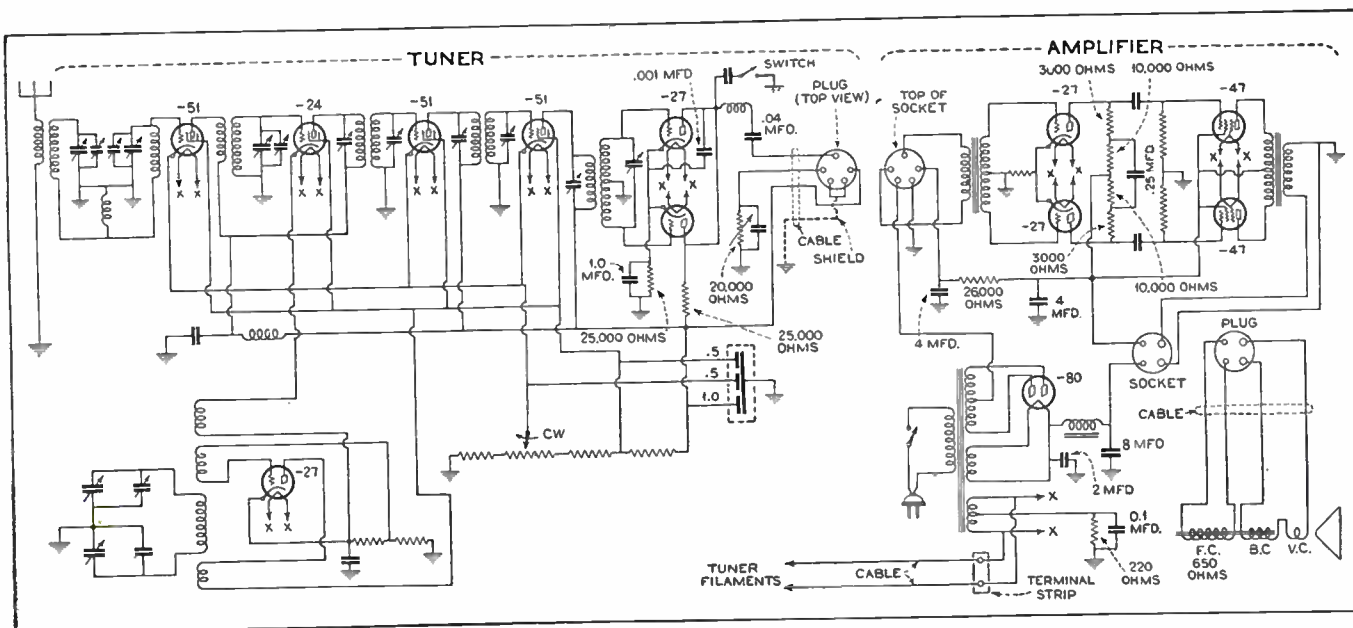 TUNER
AMPLIFIER
-51
-24
-51
-51
-27
.001 MFD
SWITCH
.04
MFD.
PLUG
(TOP VIEW)
TOP OF
SOCKET
3000 OHMS
10,000 OHMS
-27
-47
.25 MFD
-27
-47
3000
OHMS
10,000 OHMS
CABLE
SHIELD
1.0
MFD.
20,000
OHMS
25,000
OHMS
25,000
OHMS
26,000
OHMS
4
MFD.
4 MFD.
SOCKET
PLUG
CABLE
.5
.5
1.0
CW
-80
8 MFD
2 MFD
-27
X X
X X
X X
X X
X
X
X X
X X
X X
X
X
0.1
MFD.
220
OHMS
F.C.
650
OHMS
B.C
V.C.
TUNER
FILAMENTS
CABLE
TERMINAL
STRIP